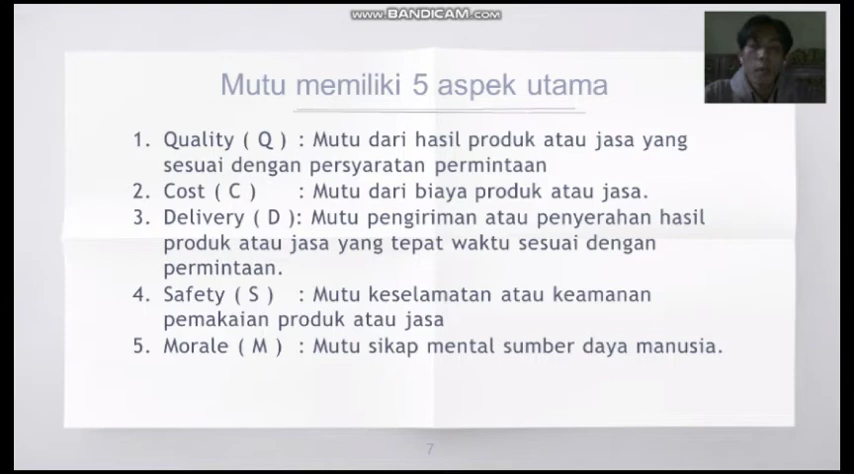 www.BANDICAM.com
Mutu memiliki 5 aspek utama
1. Quality ( Q ) : Mutu dari hasil produk atau jasa yang
sesuai dengan persyaratan permintaan
2. Cost ( C ) : Mutu dari biaya produk atau jasa.
3. Delivery ( D ): Mutu pengiriman atau penyerahan hasil
produk atau jasa yang tepat waktu sesuai dengan
permintaan.
4. Safety ( S ) : Mutu keselamatan atau keamanan
pemakaian produk atau jasa
5. Morale ( M ) : Mutu sikap mental sumber daya manusia.
7